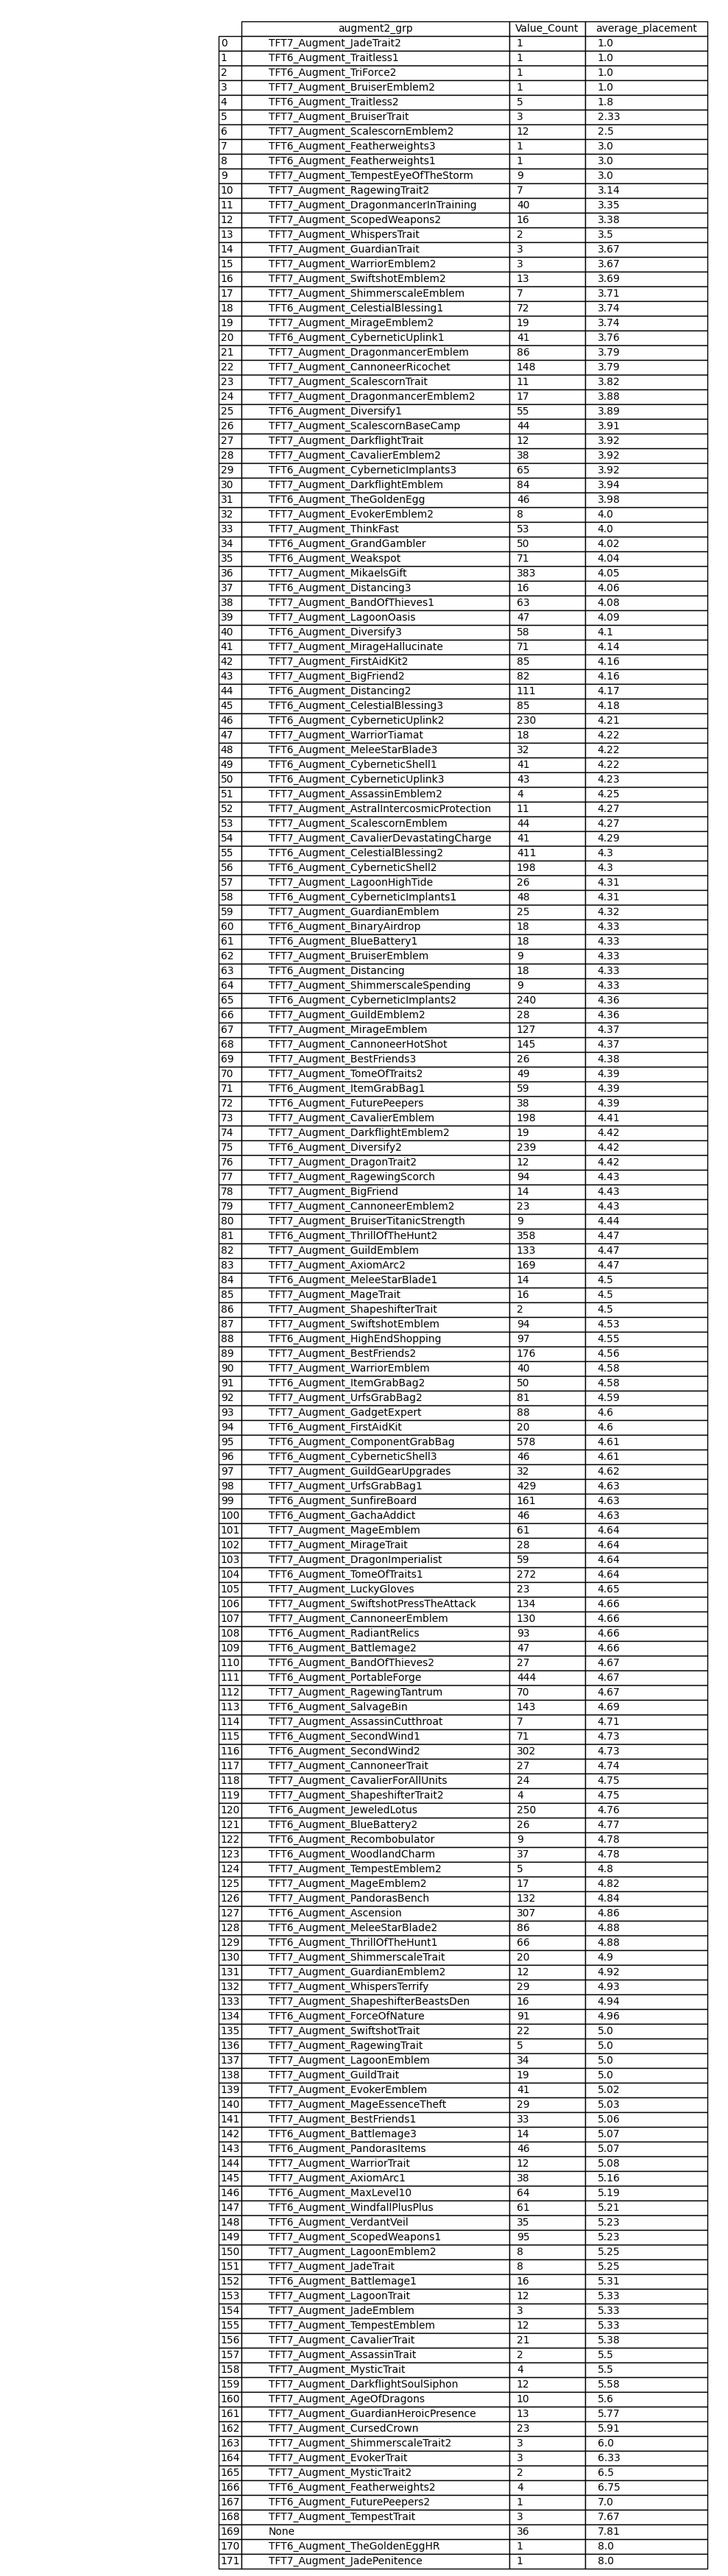 augment2_grp Value_Count average_placement
0 TFT7_Augment_JadeTrait2 1 1.0
1 TFT6_Augment_Traitless1 1 1.0
2 TFT6_Augment_TriForce2 1 1.0
3 TFT7_Augment_BruiserEmblem2 1 1.0
4 TFT6_Augment_Traitless2 5 1.8
5 TFT7_Augment_BruiserTrait 3 2.33
6 TFT7_Augment_ScalescornEmblem2 12 2.5
7 TFT6_Augment_Featherweights3 1 3.0
8 TFT6_Augment_Featherweights1 1 3.0
9 TFT7_Augment_TempestEyeOfTheStorm 9 3.0
10 TFT7_Augment_RagewingTrait2 7 3.14
11 TFT7_Augment_DragonmancerInTraining 40 3.35
12 TFT7_Augment_ScopedWeapons2 16 3.38
13 TFT7_Augment_WhispersTrait 2 3.5
14 TFT7_Augment_GuardianTrait 3 3.67
15 TFT7_Augment_WarriorEmblem2 3 3.67
16 TFT7_Augment_SwiftshotEmblem2 13 3.69
17 TFT7_Augment_ShimmerscaleEmblem 7 3.71
18 TFT6_Augment_CelestialBlessing1 72 3.74
19 TFT7_Augment_MirageEmblem2 19 3.74
20 TFT6_Augment_CyberneticUplink1 41 3.76
21 TFT7_Augment_DragonmancerEmblem 86 3.79
22 TFT7_Augment_CannoneerRicochet 148 3.79
23 TFT7_Augment_ScalescornTrait 11 3.82
24 TFT7_Augment_DragonmancerEmblem2 17 3.88
25 TFT6_Augment_Diversify1 55 3.89
26 TFT7_Augment_ScalescornBaseCamp 44 3.91
27 TFT7_Augment_DarkflightTrait 12 3.92
28 TFT7_Augment_CavalierEmblem2 38 3.92
29 TFT6_Augment_CyberneticImplants3 65 3.92
30 TFT7_Augment_DarkflightEmblem 84 3.94
31 TFT6_Augment_TheGoldenEgg 46 3.98
32 TFT7_Augment_EvokerEmblem2 8 4.0
33 TFT7_Augment_ThinkFast 53 4.0
34 TFT6_Augment_GrandGambler 50 4.02
35 TFT6_Augment_Weakspot 71 4.04
36 TFT7_Augment_MikaelsGift 383 4.05
37 TFT6_Augment_Distancing3 16 4.06
38 TFT7_Augment_BandOfThieves1 63 4.08
39 TFT7_Augment_LagoonOasis 47 4.09
40 TFT6_Augment_Diversify3 58 4.1
41 TFT7_Augment_MirageHallucinate 71 4.14
42 TFT7_Augment_FirstAidKit2 85 4.16
43 TFT7_Augment_BigFriend2 82 4.16
44 TFT6_Augment_Distancing2 111 4.17
45 TFT6_Augment_CelestialBlessing3 85 4.18
46 TFT6_Augment_CyberneticUplink2 230 4.21
47 TFT7_Augment_WarriorTiamat 18 4.22
48 TFT6_Augment_MeleeStarBlade3 32 4.22
49 TFT6_Augment_CyberneticShell1 41 4.22
50 TFT6_Augment_CyberneticUplink3 43 4.23
51 TFT7_Augment_AssassinEmblem2 4 4.25
52 TFT7_Augment_AstralIntercosmicProtection 11 4.27
53 TFT7_Augment_ScalescornEmblem 44 4.27
54 TFT7_Augment_CavalierDevastatingCharge 41 4.29
55 TFT6_Augment_CelestialBlessing2 411 4.3
56 TFT6_Augment_CyberneticShell2 198 4.3
57 TFT7_Augment_LagoonHighTide 26 4.31
58 TFT6_Augment_CyberneticImplants1 48 4.31
59 TFT7_Augment_GuardianEmblem 25 4.32
60 TFT6_Augment_BinaryAirdrop 18 4.33
61 TFT6_Augment_BlueBattery1 18 4.33
62 TFT7_Augment_BruiserEmblem 9 4.33
63 TFT6_Augment_Distancing 18 4.33
64 TFT7_Augment_ShimmerscaleSpending 9 4.33
65 TFT6_Augment_CyberneticImplants2 240 4.36
66 TFT7_Augment_GuildEmblem2 28 4.36
67 TFT7_Augment_MirageEmblem 127 4.37
68 TFT7_Augment_CannoneerHotShot 145 4.37
69 TFT7_Augment_BestFriends3 26 4.38
70 TFT7_Augment_TomeOfTraits2 49 4.39
71 TFT6_Augment_ItemGrabBag1 59 4.39
72 TFT6_Augment_FuturePeepers 38 4.39
73 TFT7_Augment_CavalierEmblem 198 4.41
74 TFT7_Augment_DarkflightEmblem2 19 4.42
75 TFT6_Augment_Diversify2 239 4.42
76 TFT7_Augment_DragonTrait2 12 4.42
77 TFT7_Augment_RagewingScorch 94 4.43
78 TFT7_Augment_BigFriend 14 4.43
79 TFT7_Augment_CannoneerEmblem2 23 4.43
80 TFT7_Augment_BruiserTitanicStrength 9 4.44
81 TFT6_Augment_ThrillOfTheHunt2 358 4.47
82 TFT7_Augment_GuildEmblem 133 4.47
83 TFT7_Augment_AxiomArc2 169 4.47
84 TFT6_Augment_MeleeStarBlade1 14 4.5
85 TFT7_Augment_MageTrait 16 4.5
86 TFT7_Augment_ShapeshifterTrait 2 4.5
87 TFT7_Augment_SwiftshotEmblem 94 4.53
88 TFT6_Augment_HighEndShopping 97 4.55
89 TFT7_Augment_BestFriends2 176 4.56
90 TFT7_Augment_WarriorEmblem 40 4.58
91 TFT6_Augment_ItemGrabBag2 50 4.58
92 TFT7_Augment_UrfsGrabBag2 81 4.59
93 TFT7_Augment_GadgetExpert 88 4.6
94 TFT6_Augment_FirstAidKit 20 4.6
95 TFT6_Augment_ComponentGrabBag 578 4.61
96 TFT6_Augment_CyberneticShell3 46 4.61
97 TFT7_Augment_GuildGearUpgrades 32 4.62
98 TFT7_Augment_UrfsGrabBag1 429 4.63
99 TFT6_Augment_SunfireBoard 161 4.63
100 TFT6_Augment_GachaAddict 46 4.63
101 TFT7_Augment_MageEmblem 61 4.64
102 TFT7_Augment_MirageTrait 28 4.64
103 TFT7_Augment_DragonImperialist 59 4.64
104 TFT6_Augment_TomeOfTraits1 272 4.64
105 TFT7_Augment_LuckyGloves 23 4.65
106 TFT7_Augment_SwiftshotPressTheAttack 134 4.66
107 TFT7_Augment_CannoneerEmblem 130 4.66
108 TFT6_Augment_RadiantRelics 93 4.66
109 TFT6_Augment_Battlemage2 47 4.66
110 TFT7_Augment_BandOfThieves2 27 4.67
111 TFT6_Augment_PortableForge 444 4.67
112 TFT7_Augment_RagewingTantrum 70 4.67
113 TFT6_Augment_SalvageBin 143 4.69
114 TFT7_Augment_AssassinCutthroat 7 4.71
115 TFT6_Augment_SecondWind1 71 4.73
116 TFT6_Augment_SecondWind2 302 4.73
117 TFT7_Augment_CannoneerTrait 27 4.74
118 TFT7_Augment_CavalierForAllUnits 24 4.75
119 TFT7_Augment_ShapeshifterTrait2 4 4.75
120 TFT6_Augment_JeweledLotus 250 4.76
121 TFT6_Augment_BlueBattery2 26 4.77
122 TFT6_Augment_Recombobulator 9 4.78
123 TFT6_Augment_WoodlandCharm 37 4.78
124 TFT7_Augment_TempestEmblem2 5 4.8
125 TFT7_Augment_MageEmblem2 17 4.82
126 TFT7_Augment_PandorasBench 132 4.84
127 TFT6_Augment_Ascension 307 4.86
128 TFT6_Augment_MeleeStarBlade2 86 4.88
129 TFT6_Augment_ThrillOfTheHunt1 66 4.88
130 TFT7_Augment_ShimmerscaleTrait 20 4.9
131 TFT7_Augment_GuardianEmblem2 12 4.92
132 TFT7_Augment_WhispersTerrify 29 4.93
133 TFT7_Augment_ShapeshifterBeastsDen 16 4.94
134 TFT6_Augment_ForceOfNature 91 4.96
135 TFT7_Augment_SwiftshotTrait 22 5.0
136 TFT7_Augment_RagewingTrait 5 5.0
137 TFT7_Augment_LagoonEmblem 34 5.0
138 TFT7_Augment_GuildTrait 19 5.0
139 TFT7_Augment_EvokerEmblem 41 5.02
140 TFT7_Augment_MageEssenceTheft 29 5.03
141 TFT7_Augment_BestFriends1 33 5.06
142 TFT6_Augment_Battlemage3 14 5.07
143 TFT6_Augment_PandorasItems 46 5.07
144 TFT7_Augment_WarriorTrait 12 5.08
145 TFT7_Augment_AxiomArc1 38 5.16
146 TFT6_Augment_MaxLevel10 64 5.19
147 TFT6_Augment_WindfallPlusPlus 61 5.21
148 TFT6_Augment_VerdantVeil 35 5.23
149 TFT7_Augment_ScopedWeapons1 95 5.23
150 TFT7_Augment_LagoonEmblem2 8 5.25
151 TFT7_Augment_JadeTrait 8 5.25
152 TFT6_Augment_Battlemage1 16 5.31
153 TFT7_Augment_LagoonTrait 12 5.33
154 TFT7_Augment_JadeEmblem 3 5.33
155 TFT7_Augment_TempestEmblem 12 5.33
156 TFT7_Augment_CavalierTrait 21 5.38
157 TFT7_Augment_AssassinTrait 2 5.5
158 TFT7_Augment_MysticTrait 4 5.5
159 TFT7_Augment_DarkflightSoulSiphon 12 5.58
160 TFT7_Augment_AgeOfDragons 10 5.6
161 TFT7_Augment_GuardianHeroicPresence 13 5.77
162 TFT7_Augment_CursedCrown 23 5.91
163 TFT7_Augment_ShimmerscaleTrait2 3 6.0
164 TFT7_Augment_EvokerTrait 3 6.33
165 TFT7_Augment_MysticTrait2 2 6.5
166 TFT6_Augment_Featherweights2 4 6.75
167 TFT6_Augment_FuturePeepers2 1 7.0
168 TFT7_Augment_TempestTrait 3 7.67
169 None 36 7.81
170 TFT6_Augment_TheGoldenEggHR 1 8.0
171 TFT7_Augment_JadePenitence 1 8.0